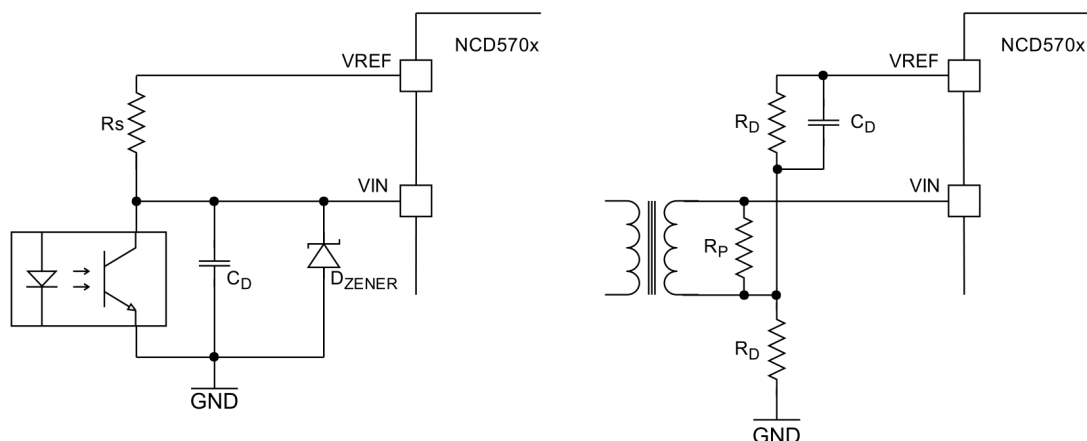 NCD570x
VREF
Rs
VIN
CD
DZENER
GND
NCD570x
VREF
RD
CD
VIN
RP
RD
GND